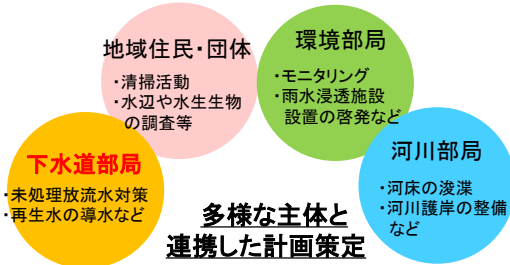 地域住民・団体
・清掃活動
・水辺や水生生物
の調査等
環境部局
・モニタリング
・雨水浸透施設
設置の啓発など
下水道部局
・未処理放流水対策
・再生水の導水など
河川部局
・河床の浚渫
・河川護岸の整備
など
多様な主体と
連携した計画策定